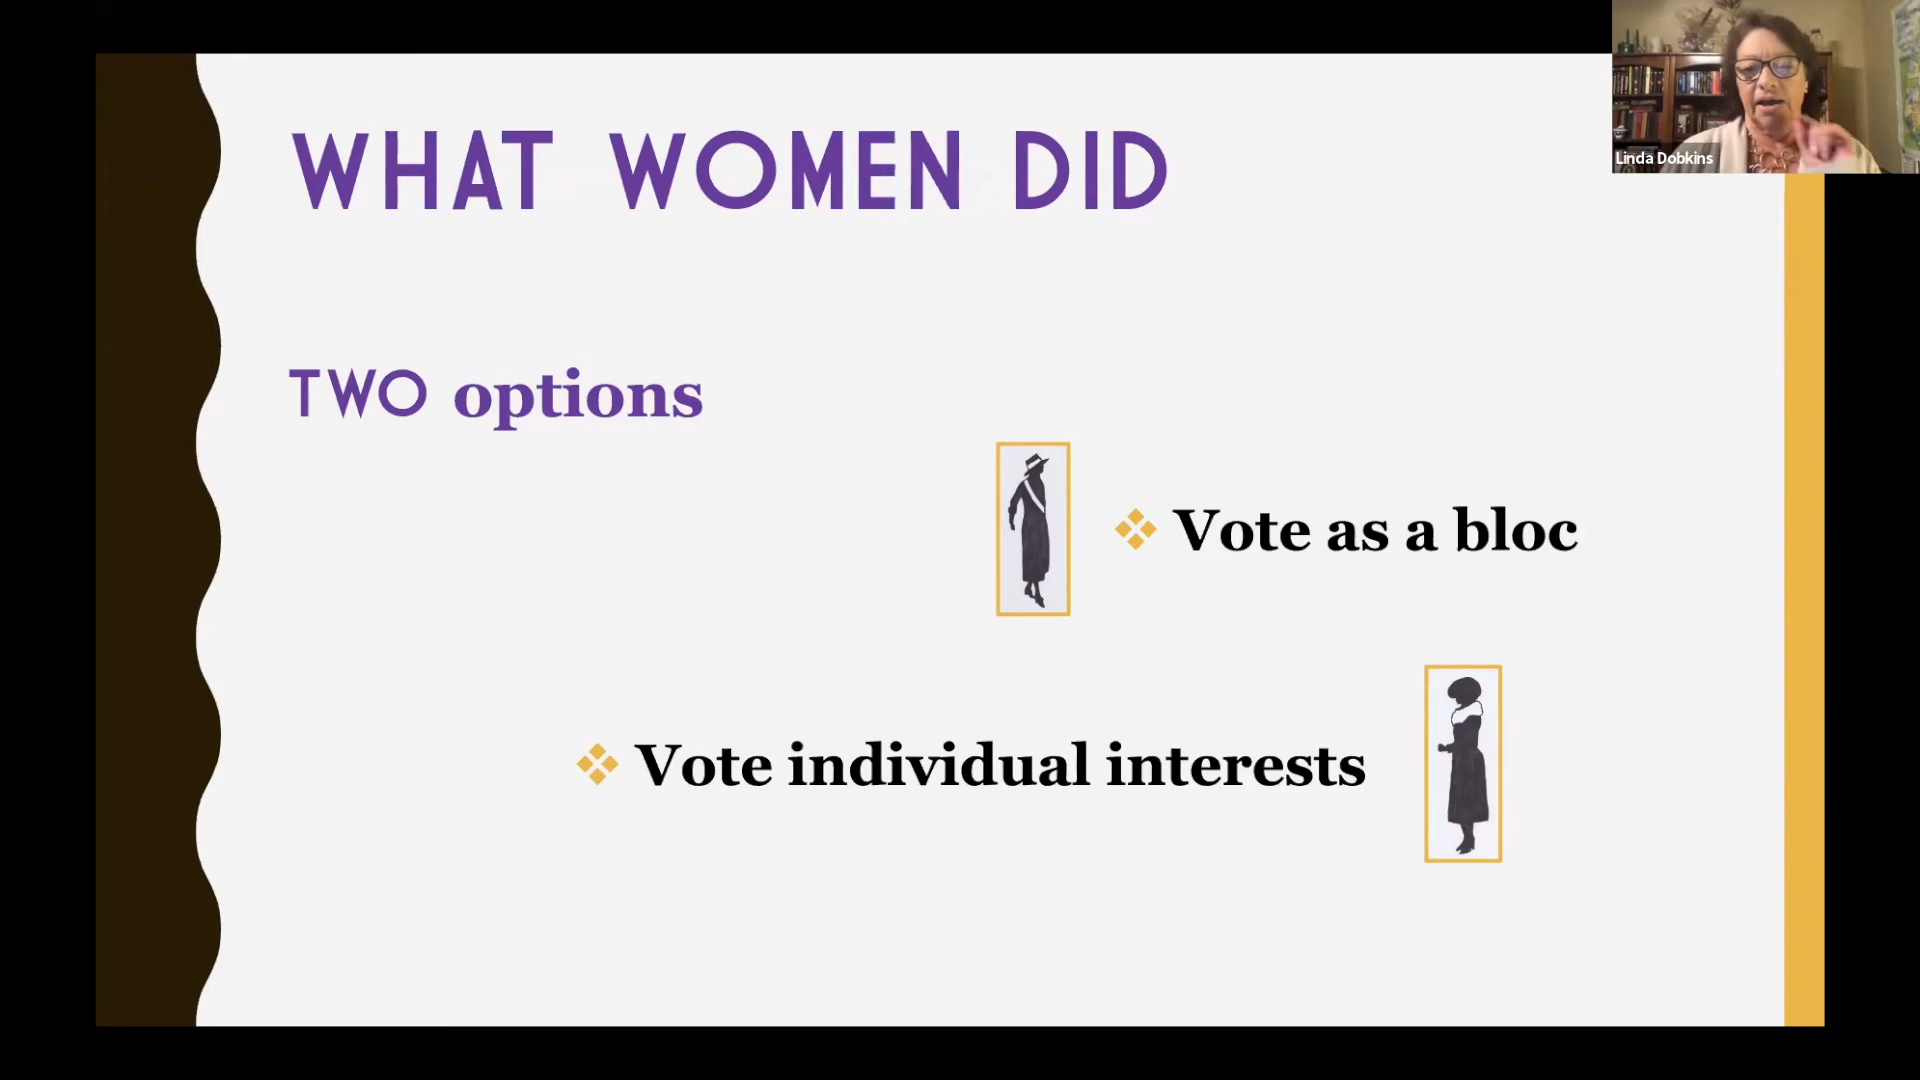 WHAT WOMEN DID
Linda Dobkins
TWO options
Vote as a bloc
Vote individual interests